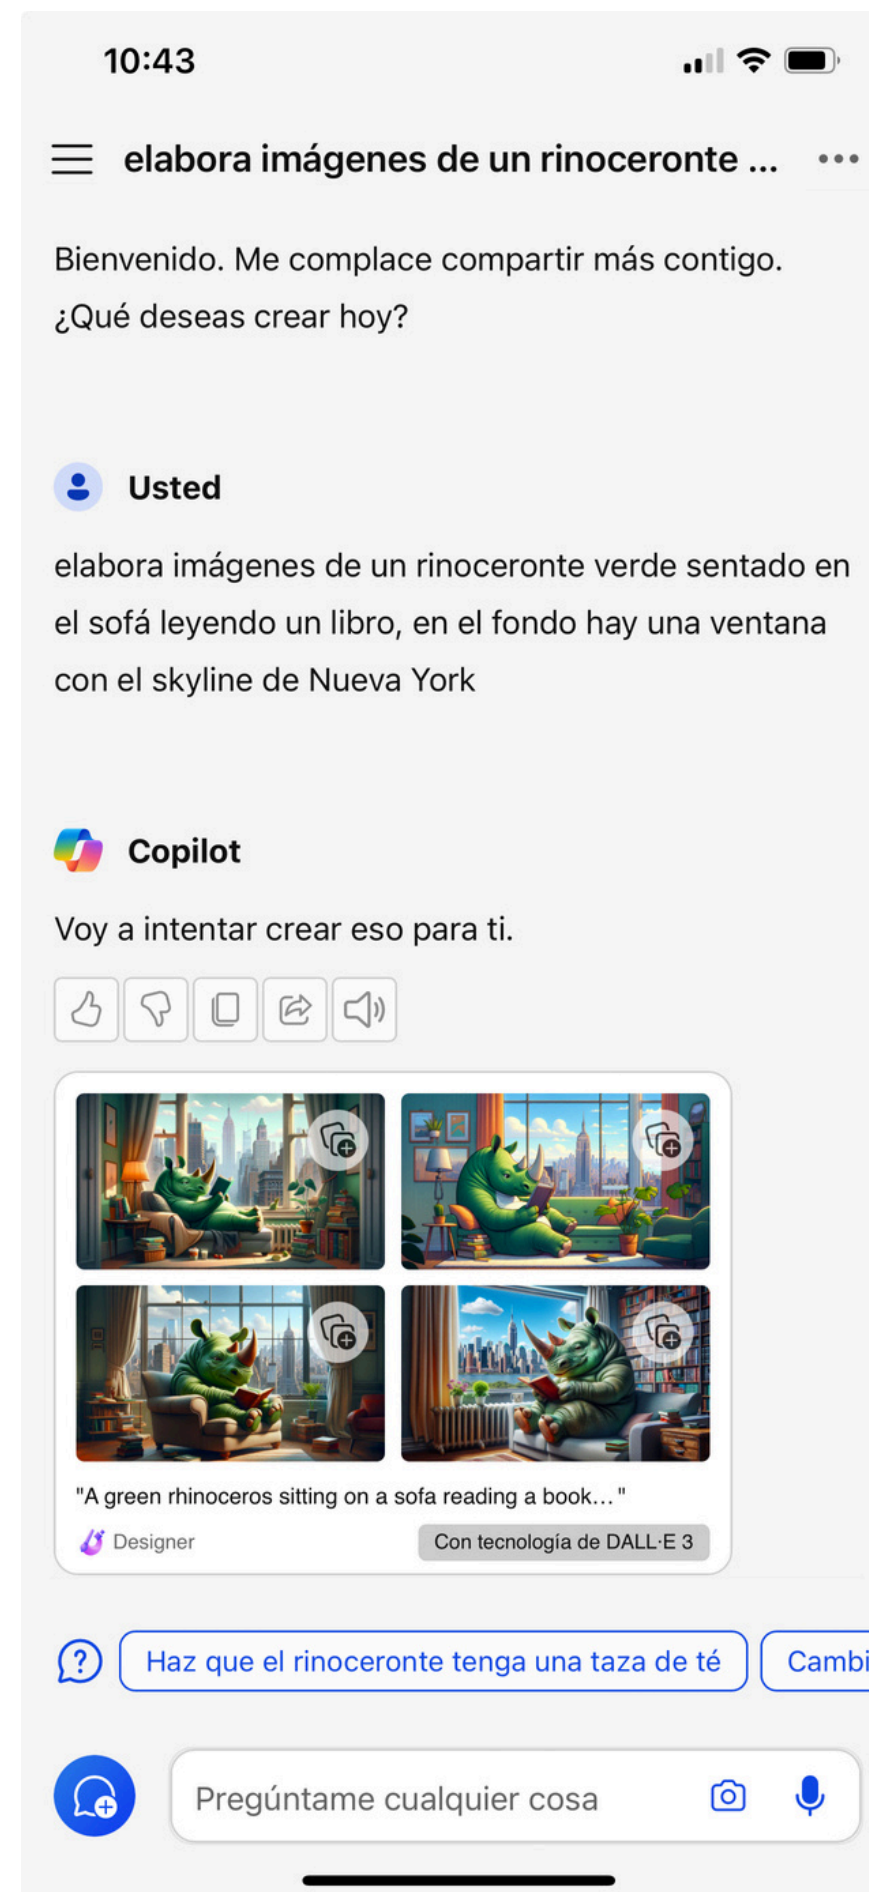 10:43
elabora imágenes de un rinoceronte ...
Bienvenido. Me complace compartir más contigo.
¿Qué deseas crear hoy?
Usted
elabora imágenes de un rinoceronte verde sentado en
el sofá leyendo un libro, en el fondo hay una ventana
con el skyline de Nueva York
Copilot
Voy a intentar crear eso para ti.
"A green rhinoceros sitting on a sofa reading a book..."
Designer
Con tecnología de DALL·E 3
Haz que el rinoceronte tenga una taza de té
Cambi
Pregúntame cualquier cosa